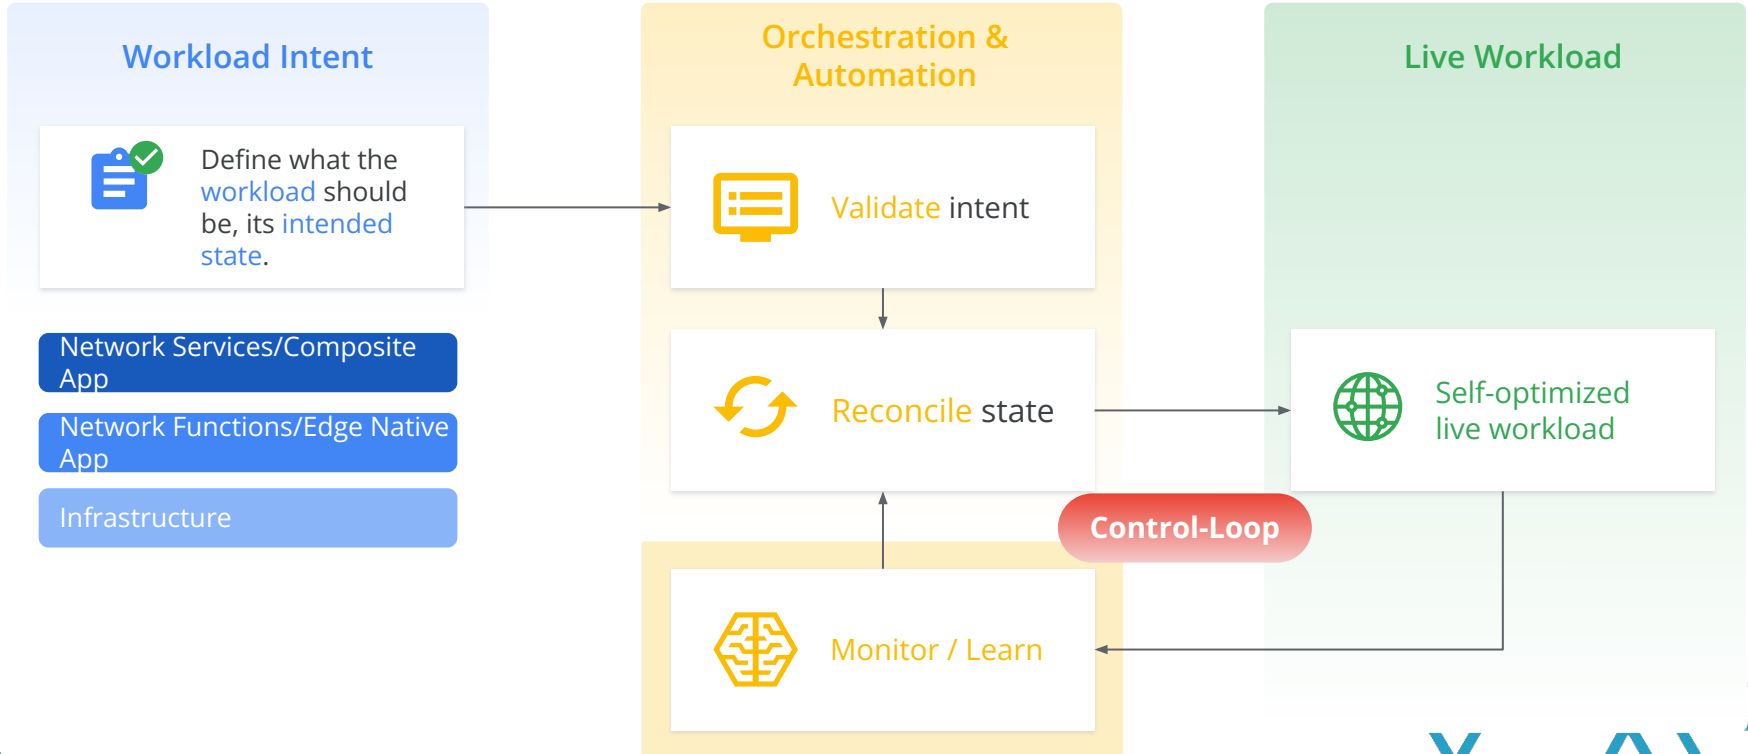 Workload Intent
Define what the
workload should
be, its intended
state.
Network Services/Composite
App
Network Functions/Edge Native
App
Infrastructure
Orchestration &
Automation
Validate intent
Reconcile state
Control-Loop
Monitor / Learn
Live Workload
Self-optimized
live workload